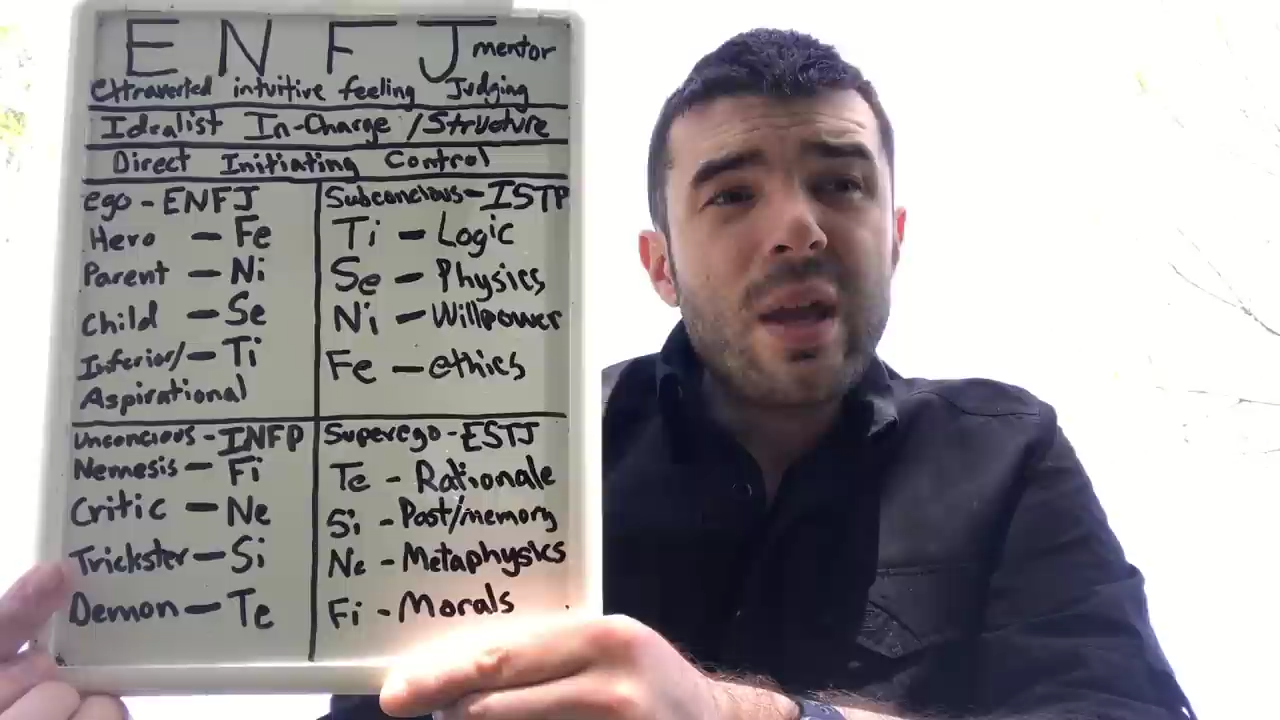 E N F J mentor
extraverted intuitive feeling Judging
Idealist In-Charge / Structure
Direct Initiating Control
ego - ENFJ
Hero - Fe
Parent - Ni
Child - Se
Inferior/ - Ti
Aspirational
Subconcious - ISTP
Ti - Logic
Se - Physics
Ni - Willpower
Fe - ethics
Unconcious - INFP
Nemesis - Fi
Critic - Ne
Trickster - Si
Demon - Te
Superego - ESTJ
Te - Rationale
Si - Past/memory
Ne - Metaphysics
Fi - Morals